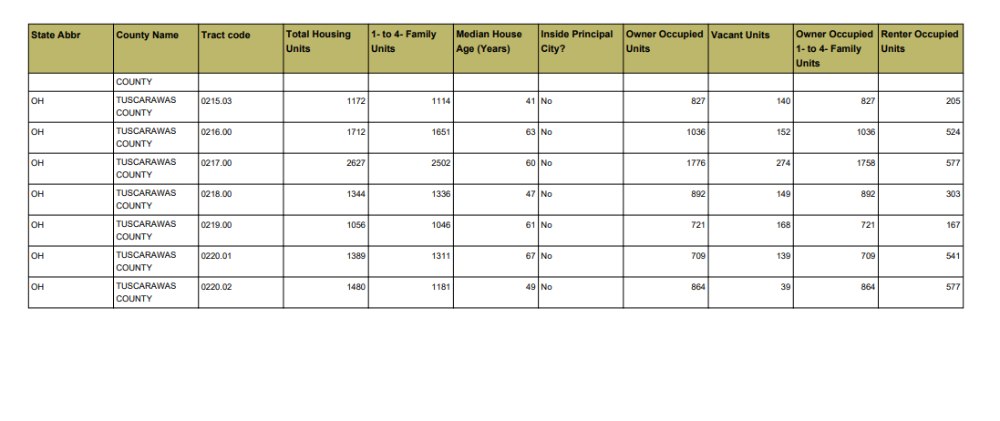 State Abbr County Name Tract code Total Housing Units 1- to 4- Family Units Median House Age (Years) Inside Principal City? Owner Occupied Units Vacant Units Owner Occupied 1- to 4- Family Units Renter Occupied Units
COUNTY
OH TUSCARAWAS COUNTY 0215.03 1172 1114 41 No 827 140 827 205
OH TUSCARAWAS COUNTY 0216.00 1712 1651 63 No 1036 152 1036 524
OH TUSCARAWAS COUNTY 0217.00 2627 2502 60 No 1776 274 1758 577
OH TUSCARAWAS COUNTY 0218.00 1344 1336 47 No 892 149 892 303
OH TUSCARAWAS COUNTY 0219.00 1056 1046 61 No 721 168 721 167
OH TUSCARAWAS COUNTY 0220.01 1389 1311 67 No 709 139 709 541
OH TUSCARAWAS COUNTY 0220.02 1480 1181 49 No 864 39 864 577